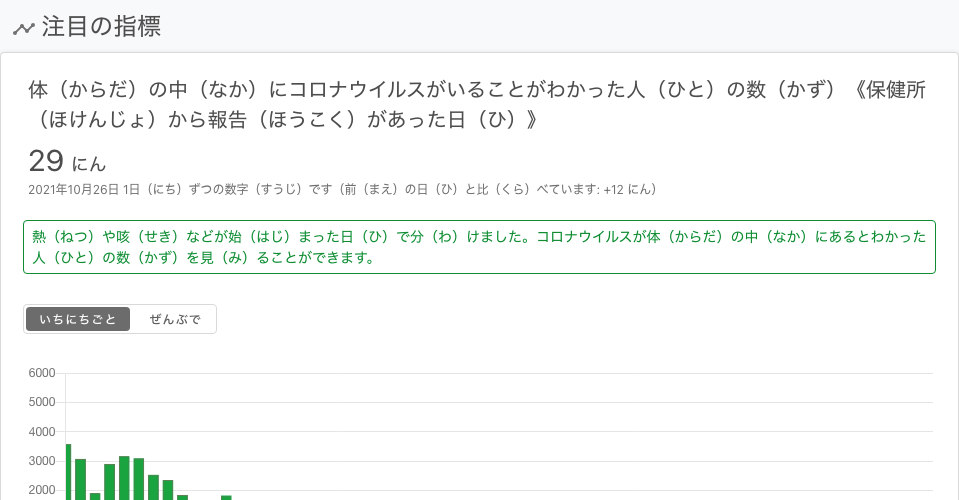 注目の指標
体（からだ）の中（なか）にコロナウイルスがいることがわかった人（ひと）の数（かず）《保健所
（ほけんじょ）から報告（ほうこく）があった日（ひ）》
29 にん
2021年10月26日 1日（にち）ずつの数字（すうじ）です（前（まえ）の日（ひ）と比（くら）べています: +12 にん）
熱（ねつ）や咳（せき）などが始（はじ）まった日（ひ）で分（わ）けました。コロナウイルスが体（からだ）の中（なか）にあるとわかった
人（ひと）の数（かず）を見（み）ることができます。
いちにちごと ぜんぶで
6000
5000
4000
3000
2000